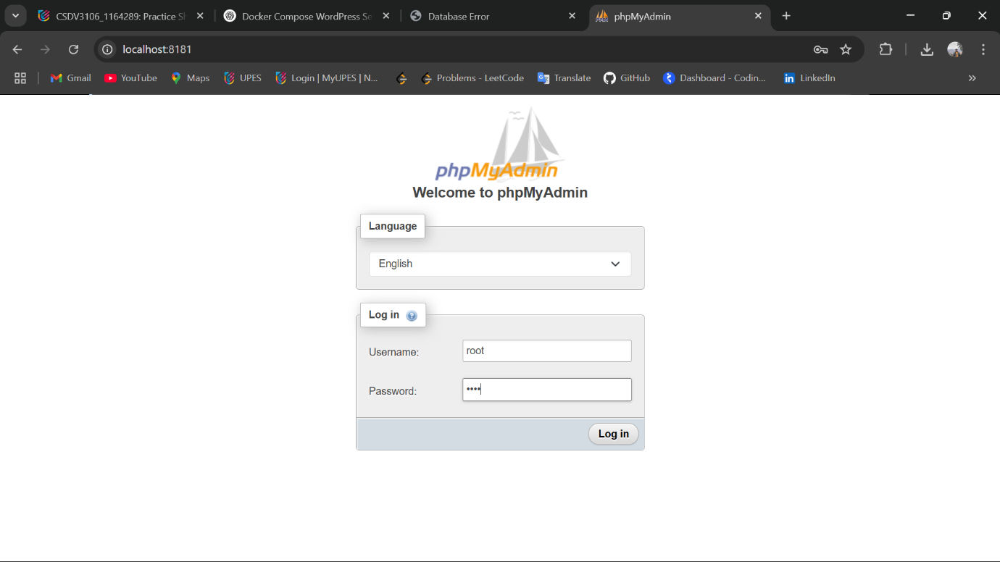 CSDV3106_1164289: Practice Sh
Docker Compose WordPress Se
Database Error
phpMyAdmin
localhost:8181
Gmail
YouTube
Maps
UPES
Login | MyUPES | N...
Problems - LeetCode
Translate
GitHub
Dashboard - Codin...
LinkedIn
phpMyAdmin
Welcome to phpMyAdmin
Language
English
Log in
Username:
root
Password:
••••
Log in